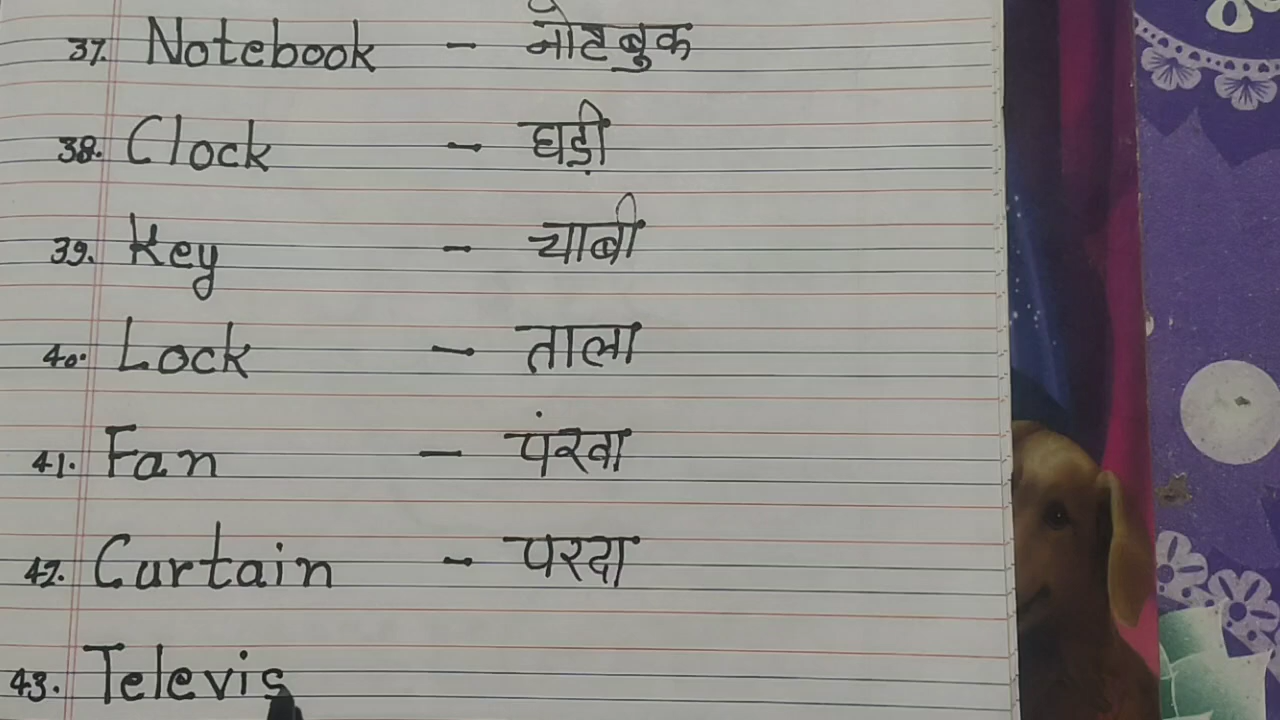 37. Notebook - नोटबुक
38. Clock - घड़ी
39. Key - चाबी
40. Lock - ताला
41. Fan - पंखा
42. Curtain - परदा
43. Televis